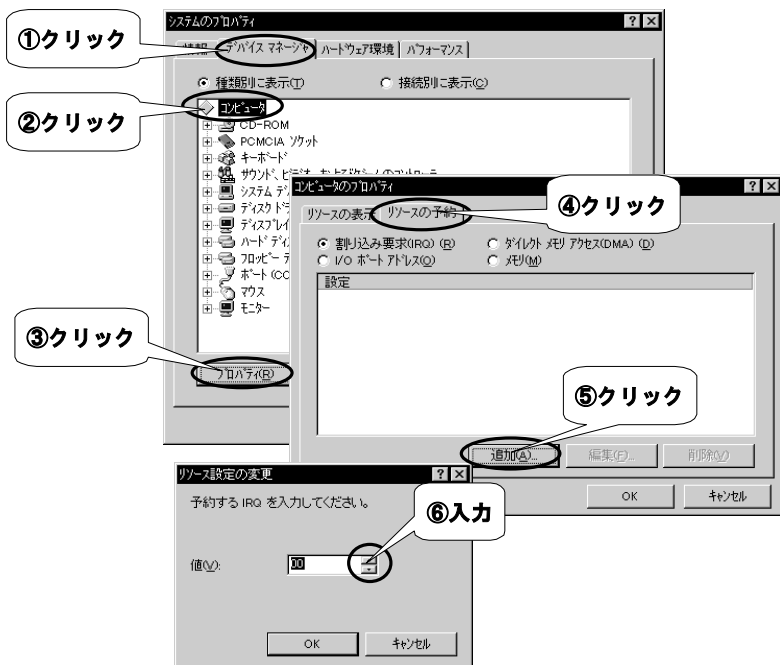 システムのプロパティ
①クリック
デバイス マネージャ
ハードウェア環境
パフォーマンス
種類別に表示(T)
接続別に表示(C)
②クリック
コンピュータ
CD-ROM
PCMCIA ソケット
キーボード
サウンド、ビデオ、およびゲームのコントローラ
システム デ
ディスク ド
ディスプレイ
ハード ディ
フロッピー デ
ポート (CO
マウス
モニター
③クリック
プロパティ(R)
コンピュータのプロパティ
リソースの表示
リソースの予約
④クリック
割り込み要求(IRQ) (R)
ダイレクト メモリ アクセス(DMA) (D)
I/O ポート アドレス(O)
メモリ(M)
設定
⑤クリック
追加(A)...
編集(F)...
削除(V)
OK
キャンセル
リソース設定の変更
予約する IRQ を入力してください。
⑥入力
値(V):
00
OK
キャンセル